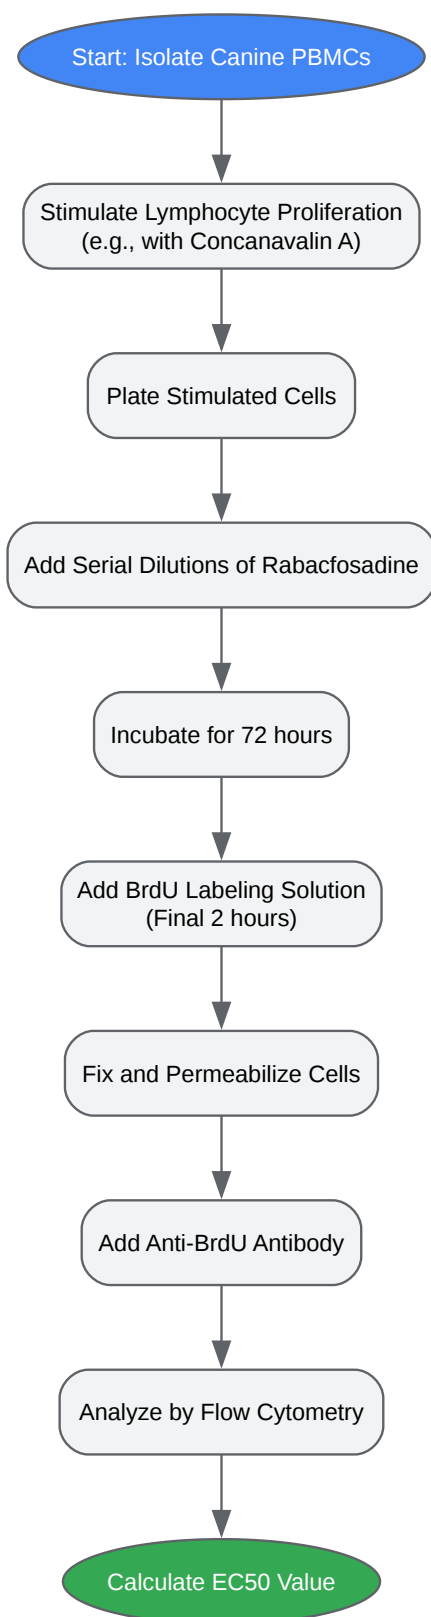 Start: Isolate Canine PBMCs
Stimulate Lymphocyte Proliferation
(e.g., with Concanavalin A)
Plate Stimulated Cells
Add Serial Dilutions of Rabacfosadine
Incubate for 72 hours
Add BrdU Labeling Solution
(Final 2 hours)
Fix and Permeabilize Cells
Add Anti-BrdU Antibody
Analyze by Flow Cytometry
Calculate EC50 Value